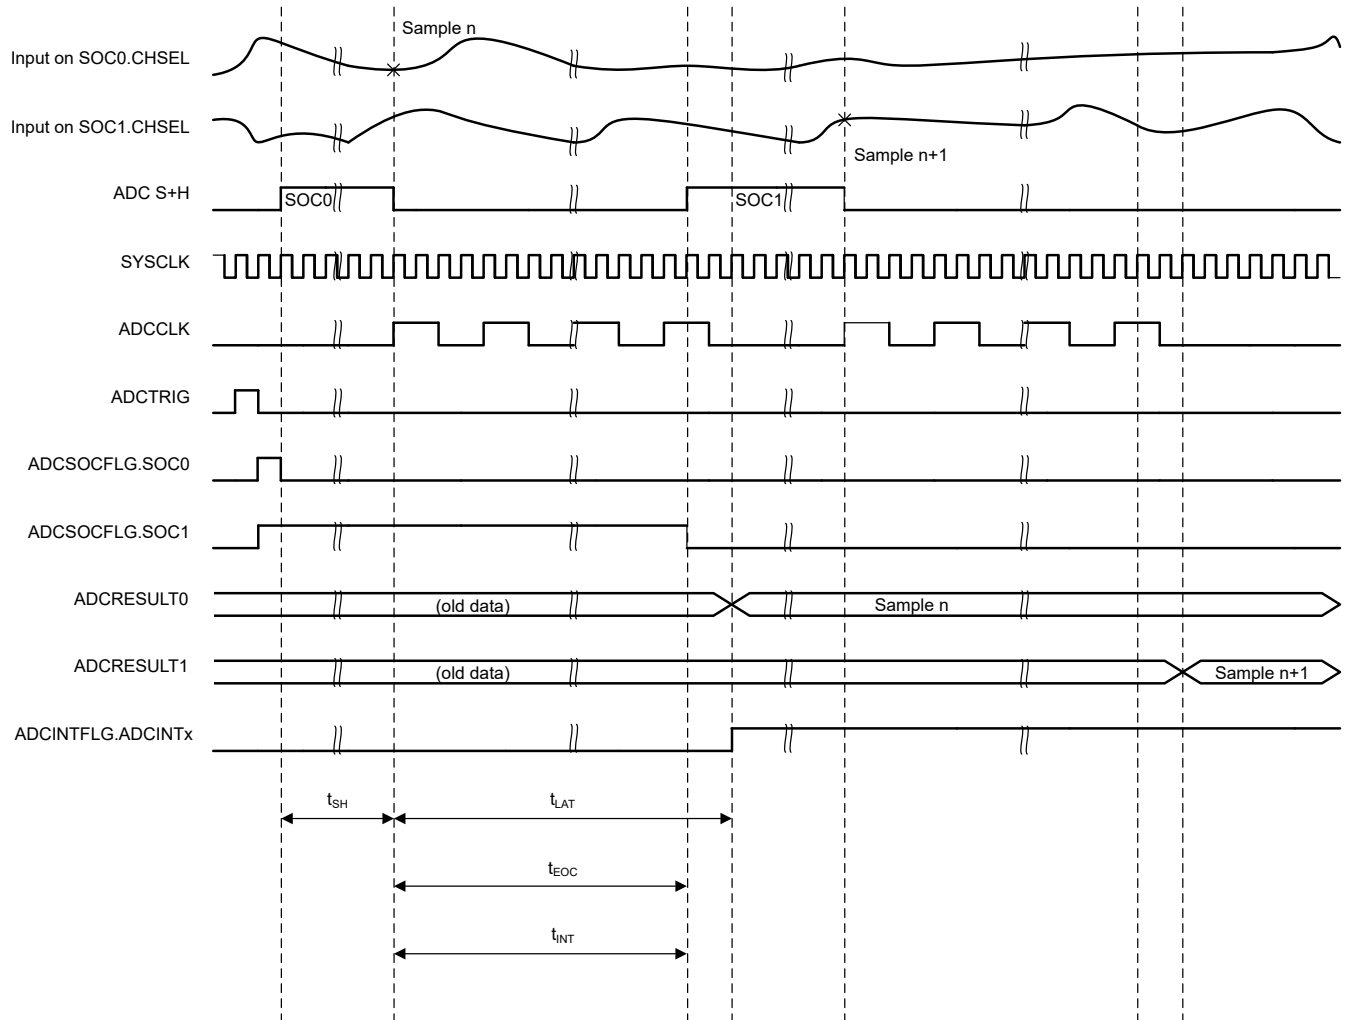 Sample n
Input on SOC0.CHSEL
Input on SOC1.CHSEL
Sample n+1
ADC S+H
SOC0
SOC1
SYSCLK
ADCCLK
ADCTRIG
ADCSOCFLG.SOC0
ADCSOCFLG.SOC1
ADCRESULT0
(old data)
Sample n
ADCRESULT1
(old data)
Sample n+1
ADCINTFLG.ADCINTx
tSH
tLAT
tEOC
tINT